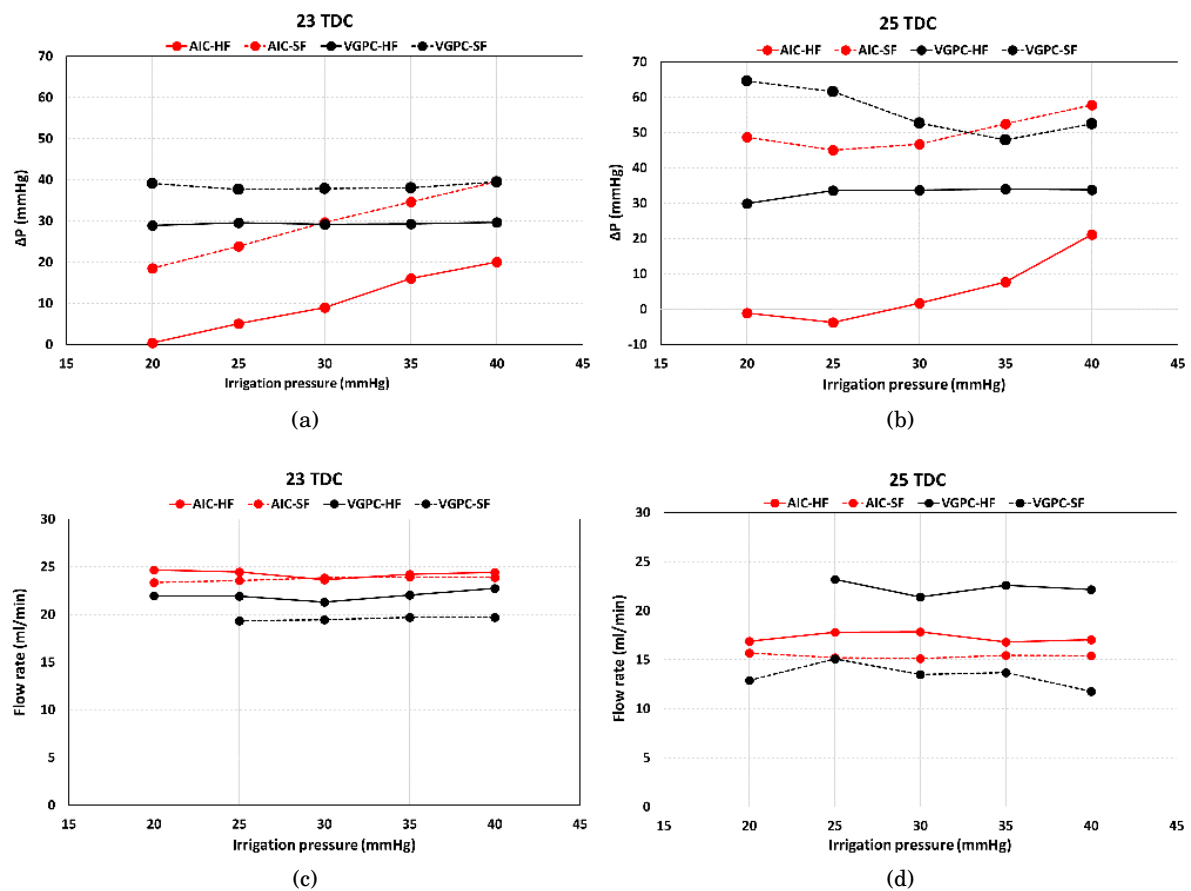 23 TDC
AIC-HF AIC-SF VGPC-HF VGPC-SF
70
60
50
40
30
20
10
0
ΔP (mmHg)
15 20 25 30 35 40 45
Irrigation pressure (mmHg)
(a)
25 TDC
AIC-HF AIC-SF VGPC-HF VGPC-SF
70
60
50
40
30
20
10
0
-10
ΔP (mmHg)
15 20 25 30 35 40 45
Irrigation pressure (mmHg)
(b)
23 TDC
AIC-HF AIC-SF VGPC-HF VGPC-SF
30
25
20
15
10
5
0
Flow rate (ml/min)
15 20 25 30 35 40 45
Irrigation pressure (mmHg)
(c)
25 TDC
AIC-HF AIC-SF VGPC-HF VGPC-SF
30
25
20
15
10
5
0
Flow rate (ml/min)
15 20 25 30 35 40 45
Irrigation pressure (mmHg)
(d)